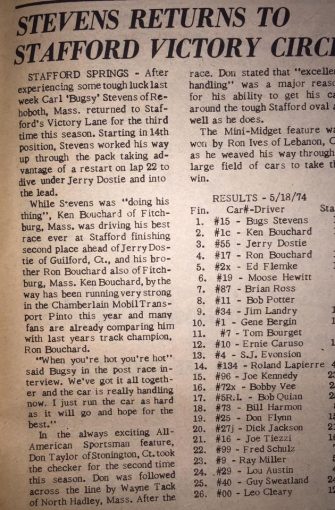 STEVENS RETURNS TO
STAFFORD VICTORY CIRC
STAFFORD SPRINGS - After
experiencing some tough luck last
week Carl 'Bugsy' Stevens of Re-
hoboth, Mass. returned to Staf-
ford's Victory Lane for the third
time this season. Starting in 14th
position, Stevens worked his way
up through the pack taking ad-
vantage of a restart on lap 22 to
dive under Jerry Dostie and into
the lead.
While Stevens was "doing his
thing", Ken Bouchard of Fitch-
burg, Mass. was driving his best
race ever at Stafford finishing
second place ahead of Jerry Dos-
tie of Guilford, Ct., and his bro-
ther Ron Bouchard also of Fitch-
burg, Mass. Ken Bouchard, by the
way has been running very strong
in the Chamberlain Mobil Trans-
port Pinto this year and many
fans are already comparing him
with last years track champion,
Ron Bouchard.
"When you're hot you're hot"
said Bugsy in the post race in-
terview. We've got it all togeth-
er and the car is really handling
now. I just run the car as hard
as it will go and hope for the
best."
In the always exciting All-
American Sportsman feature,
Don Taylor of Stonington, Ct. took
the checker for the second time
this season. Don was followed
across the line by Wayne Tack
of North Hadley, Mass. After the
race. Don stated that "excellen
handling" was a major reaso
for his ability to get his ca
around the tough Stafford oval a
well as he does.
The Mini-Midget feature wa
won by Ron Ives of Lebanon, C
as he weaved his way through
large field of cars to take t
win.
RESULTS - 5/18/74
Fin. Car#-Driver Sta
1. #15 - Bugs Stevens
2. #1c - Ken Bouchard
3. #55 - Jerry Dostie
4. #17 - Ron Bouchard
5. #2x - Ed Flemke
6. #19 - Moose Hewitt
7. #87 - Brian Ross
8. #11 - Bob Potter
9. #34 - Jim Landry
10. #1 - Gene Bergin
11. #7 - Tom Bourget
12. #10 - Ernie Caruso
13. #4 - S.J. Evonsion
14. #134 - Roland Lapierre
15. #96 - Joe Kennedy
16. #72x - Bobby Vee
17. #5R.I. - Bob Quinn
18. #73 - Bill Harmon
19. #25 - Don Flynn
20. #27j - Dick Jackson
21. #16 - Joe Tiezzi
22. #99 - Fred Schulz
23. #9 - Ray Miller
24. #29 - Lou Austin
25. #40 - Guy Sweatland
26. #00 - Leo Cleary